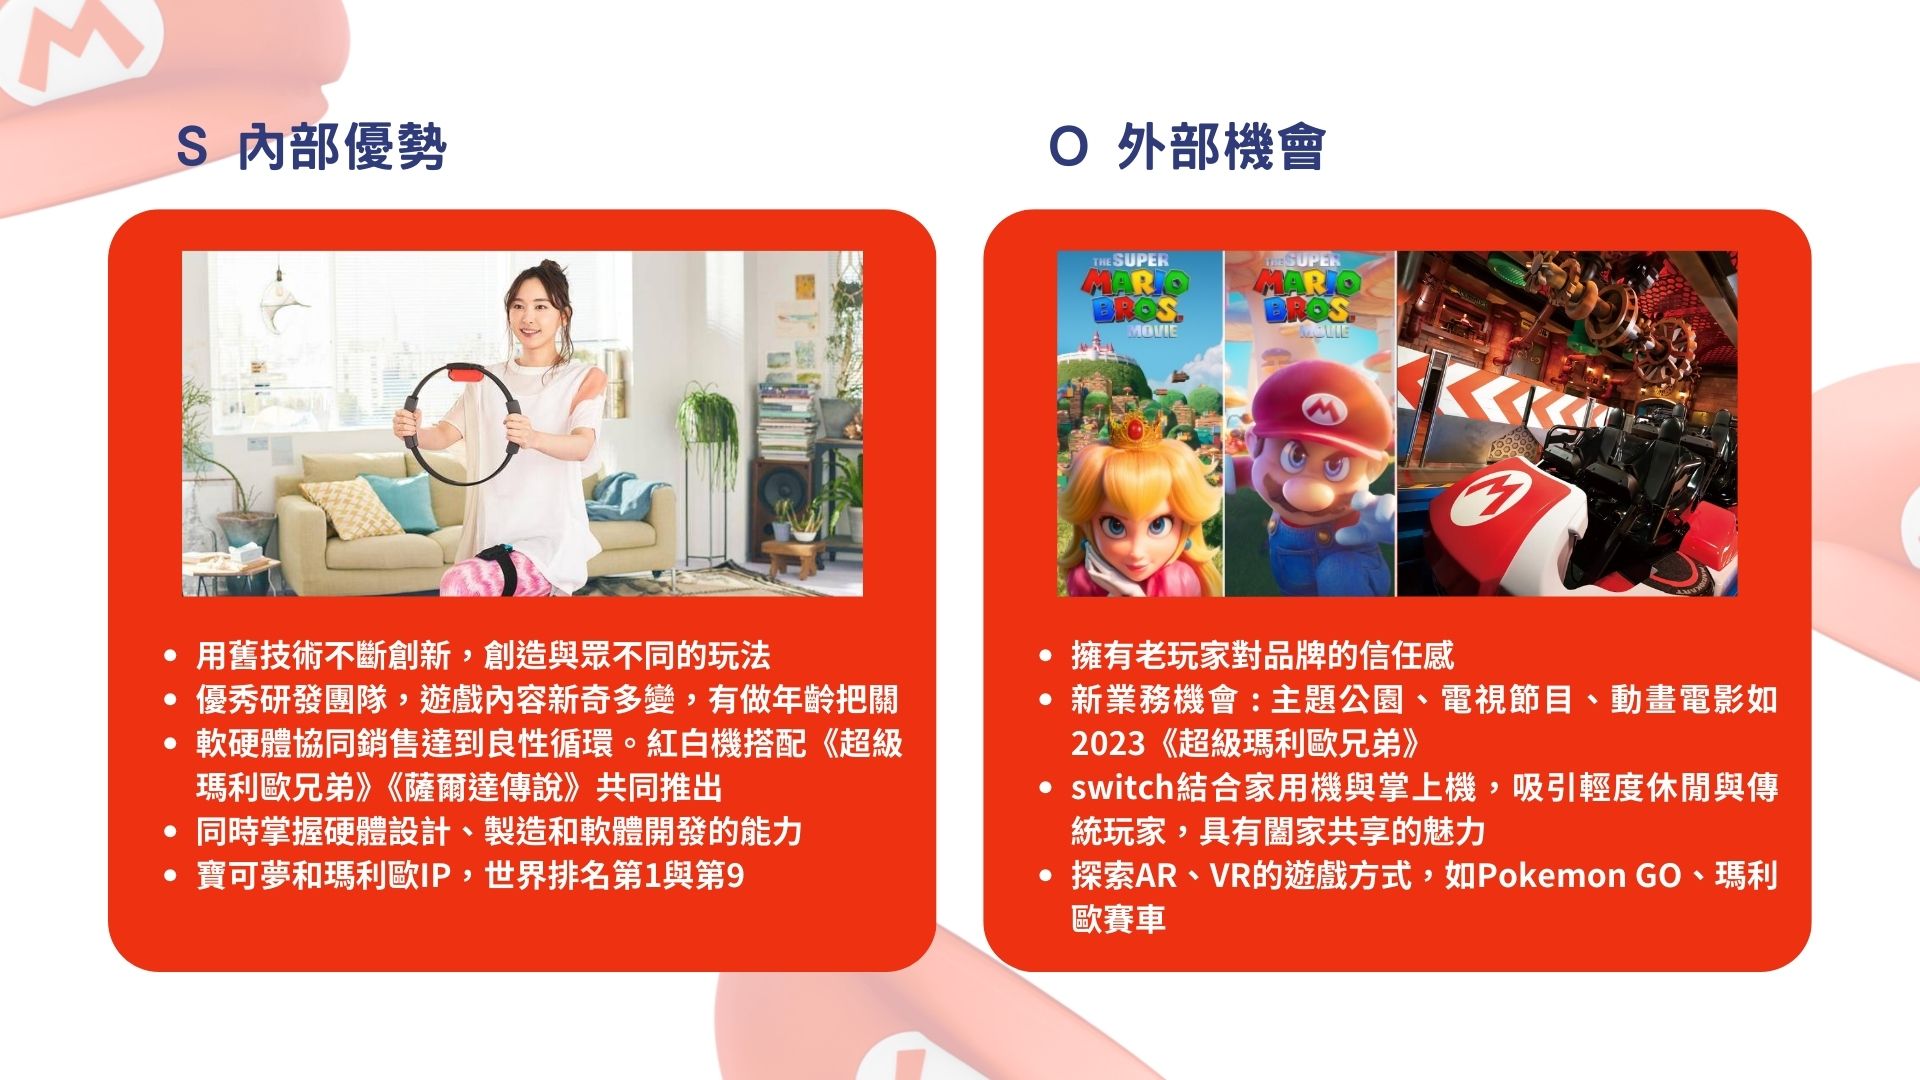 S 內部優勢
用舊技術不斷創新，創造與眾不同的玩法
優秀研發團隊，遊戲內容新奇多變，有做年齡把關
軟硬體協同銷售達到良性循環。紅白機搭配《超級
瑪利歐兄弟》《薩爾達傳說》共同推出
同時掌握硬體設計、製造和軟體開發的能力
寶可夢和瑪利歐IP，世界排名第1與第9
O 外部機會
THE SUPER
MARIO
BROS.
MOVIE
THE SUPER
MARIO
BROS.
MOVIE
擁有老玩家對品牌的信任感
新業務機會：主題公園、電視節目、動畫電影如
2023《超級瑪利歐兄弟》
switch結合家用機與掌上機，吸引輕度休閒與傳
統玩家，具有闔家共享的魅力
探索AR、VR的遊戲方式，如Pokemon GO、瑪利
歐賽車